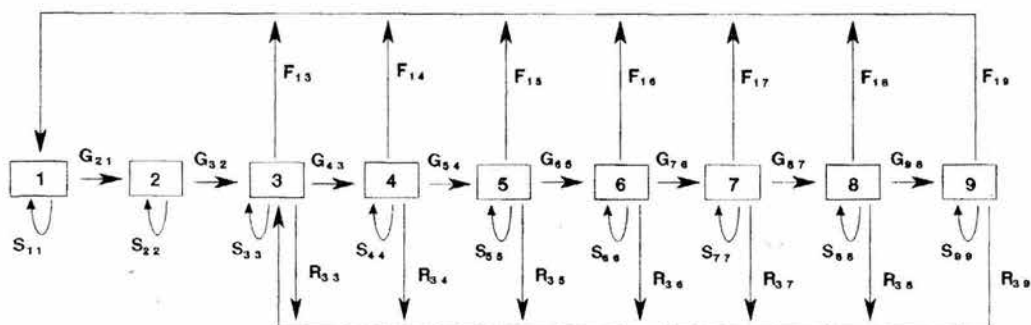 F₁₃ F₁₄ F₁₅ F₁₆ F₁₇ F₁₈ F₁₉
G₂₁ G₃₂ G₄₃ G₅₄ G₆₅ G₇₆ G₈₇ G₉₈
1 2 3 4 5 6 7 8 9
S₁₁ S₂₂ S₃₃ S₄₄ S₅₅ S₆₆ S₇₇ S₈₈ S₉₉
R₃₃ R₃₄ R₃₅ R₃₆ R₃₇ R₃₈ R₃₉